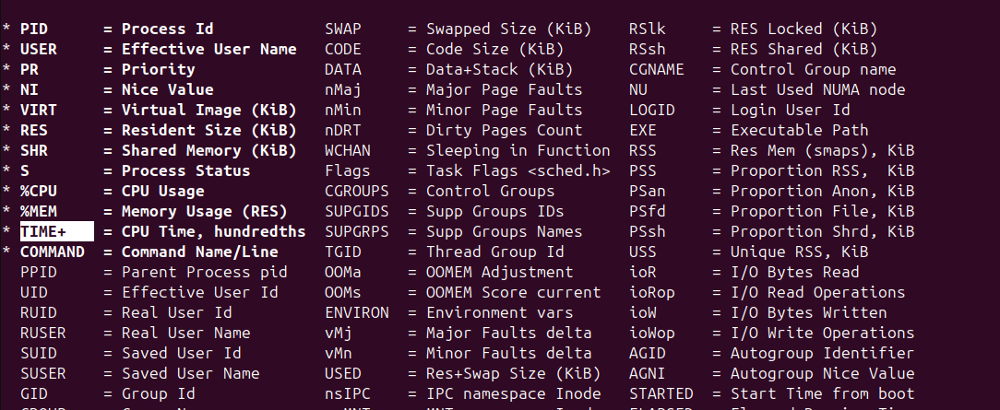 * PID = Process Id SWAP = Swapped Size (KiB) RSlk = RES Locked (KiB)
* USER = Effective User Name CODE = Code Size (KiB) RSsh = RES Shared (KiB)
* PR = Priority DATA = Data+Stack (KiB) CGNAME = Control Group name
* NI = Nice Value nMaj = Major Page Faults NU = Last Used NUMA node
* VIRT = Virtual Image (KiB) nMin = Minor Page Faults LOGID = Login User Id
* RES = Resident Size (KiB) nDRT = Dirty Pages Count EXE = Executable Path
* SHR = Shared Memory (KiB) WCHAN = Sleeping in Function RSS = Res Mem (smaps), KiB
* S = Process Status Flags = Task Flags <sched.h> PSS = Proportion RSS, KiB
* %CPU = CPU Usage CGROUPS = Control Groups PSan = Proportion Anon, KiB
* %MEM = Memory Usage (RES) SUPGIDS = Supp Groups IDs PSfd = Proportion File, KiB
* TIME+ = CPU Time, hundredths SUPGRPS = Supp Groups Names PSsh = Proportion Shrd, KiB
* COMMAND = Command Name/Line TGID = Thread Group Id USS = Unique RSS, KiB
PPID = Parent Process pid OOMa = OOMEM Adjustment ioR = I/O Bytes Read
UID = Effective User Id OOMs = OOMEM Score current ioRop = I/O Read Operations
RUID = Real User Id ENVIRON = Environment vars ioW = I/O Bytes Written
RUSER = Real User Name vMj = Major Faults delta ioWop = I/O Write Operations
SUID = Saved User Id vMn = Minor Faults delta AGID = Autogroup Identifier
SUSER = Saved User Name USED = Res+Swap Size (KiB) AGNI = Autogroup Nice Value
GID = Group Id nsIPC = IPC namespace Inode STARTED = Start Time from boot